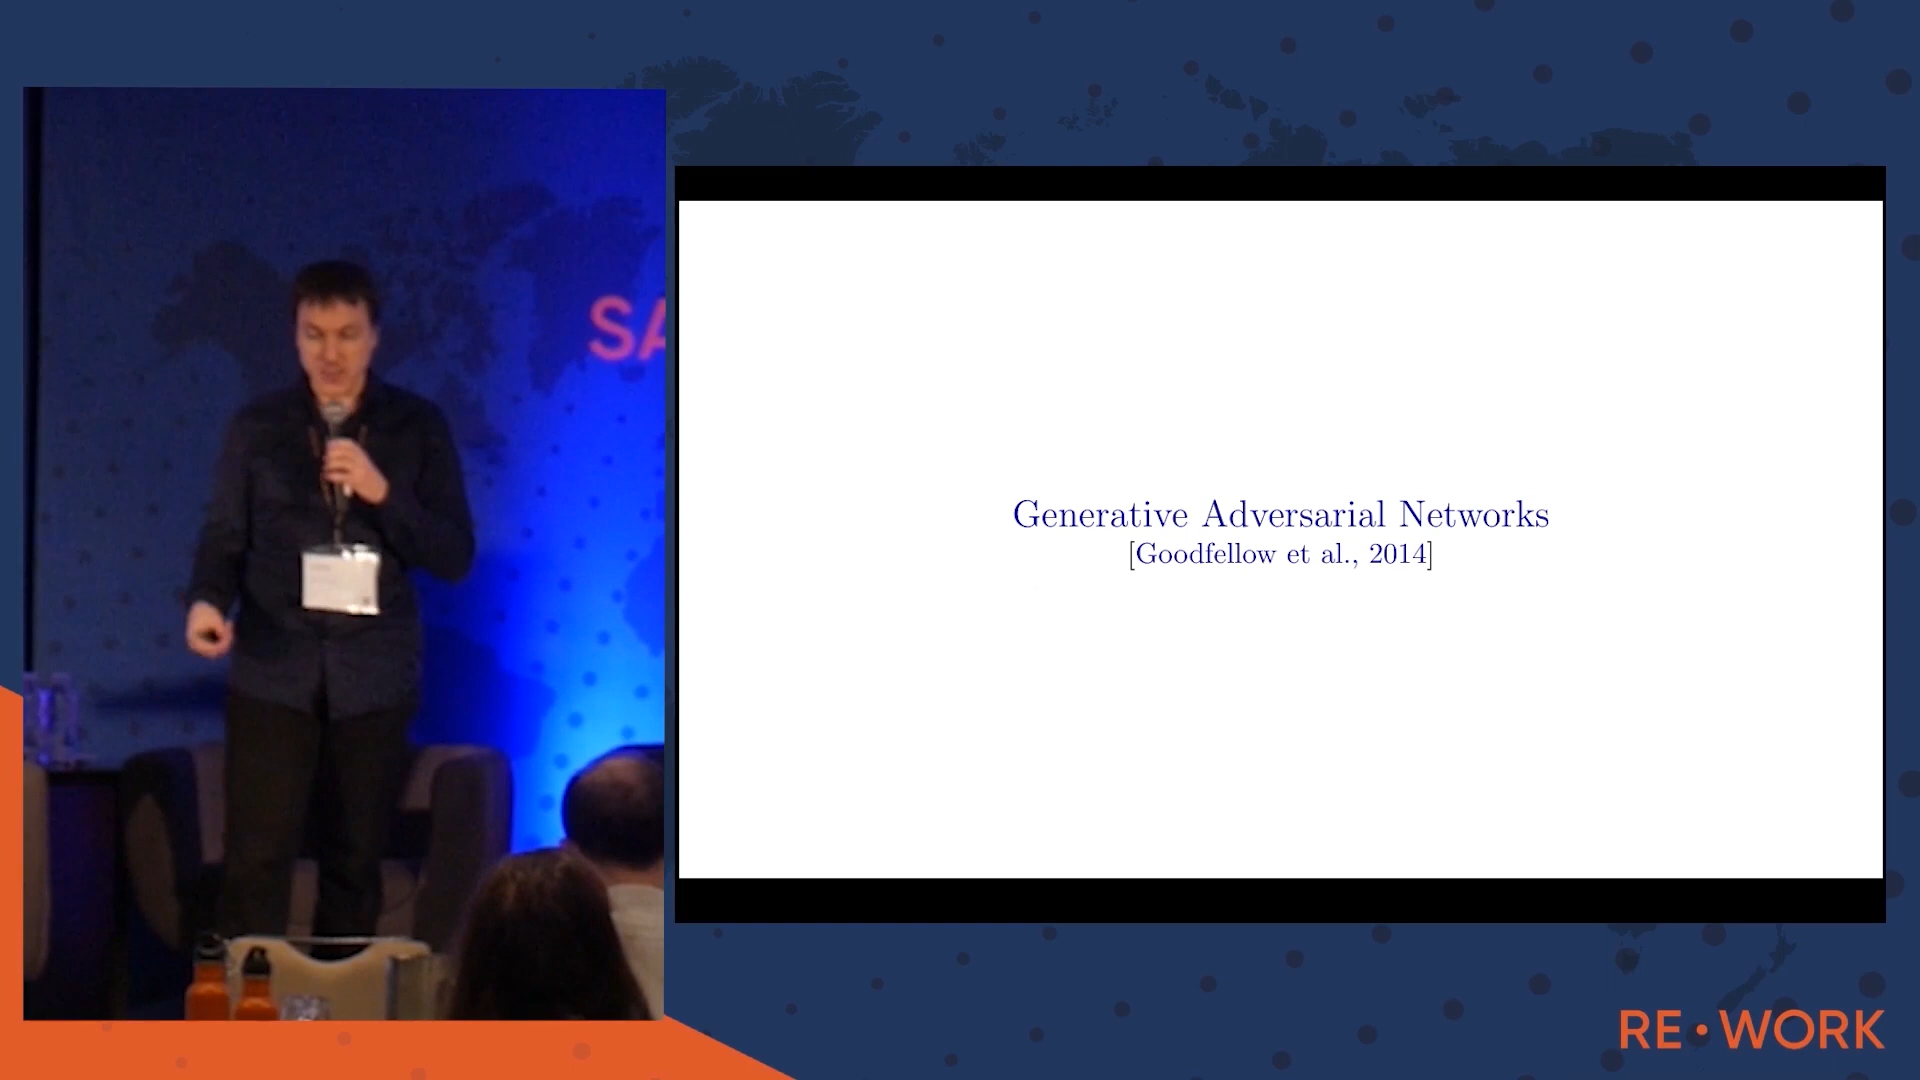 SA
Generative Adversarial Networks
[Goodfellow et al., 2014]
RE•WORK